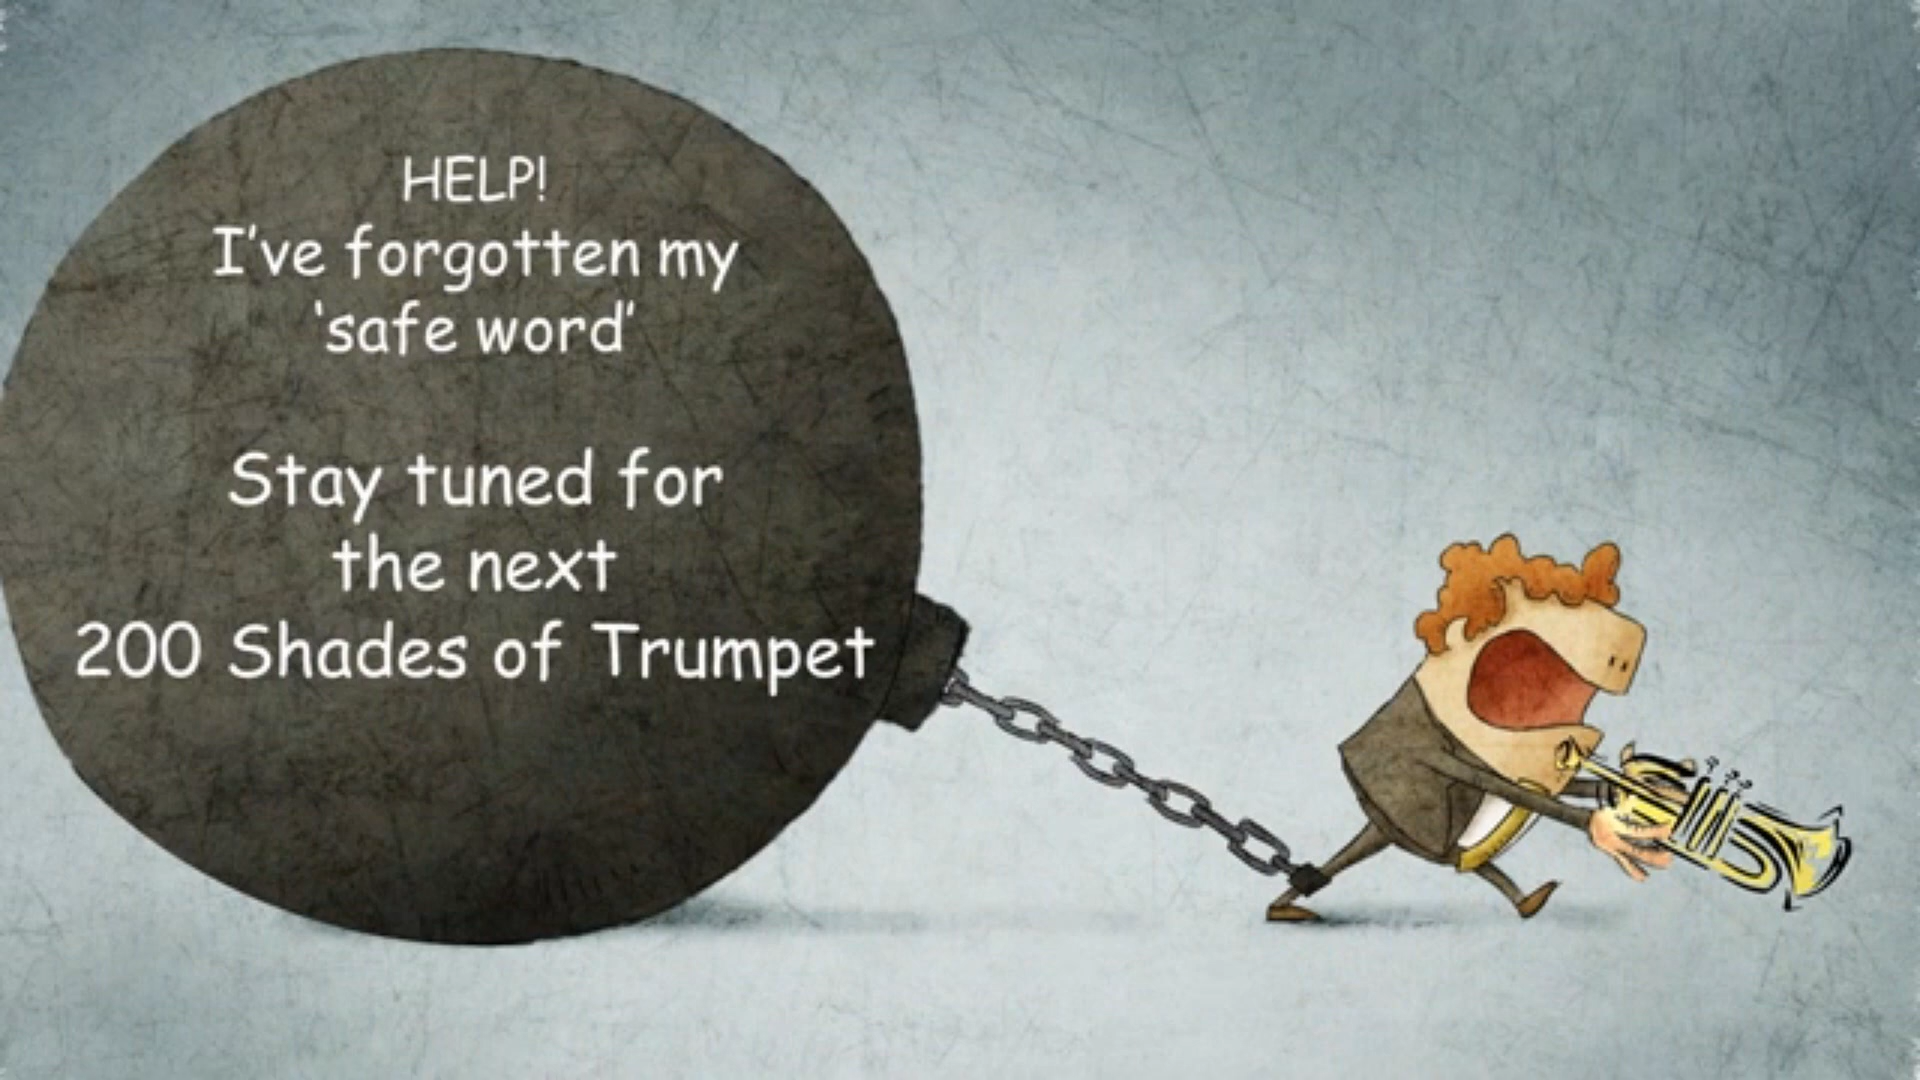 HELP!
I’ve forgotten my
‘safe word’
Stay tuned for
the next
200 Shades of Trumpet